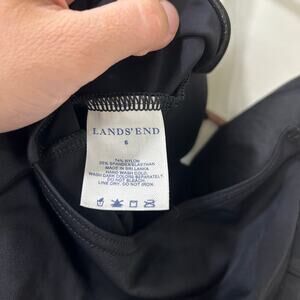 LANDS' END
6
74% NYLON
26% SPANDEX/ELASTHAN
MADE IN SRI LANKA
HAND WASH COLD.
WASH DARK COLORS SEPARATELY.
DO NOT BLEACH.
LINE DRY. DO NOT IRON.